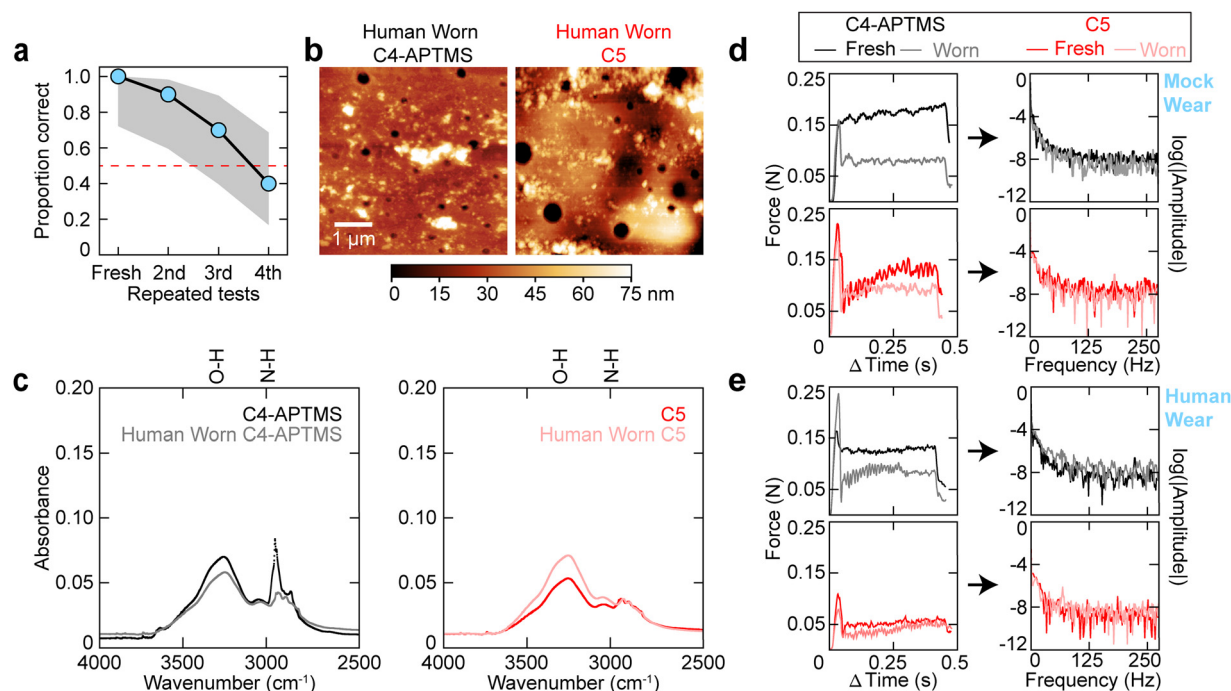 a
Proportion correct
1.0
0.8
0.6
0.4
0.2
0
Fresh 2nd 3rd 4th
Repeated tests
b
Human Worn
C4-APTMS
Human Worn
C5
1 µm
0 15 30 45 60 75 nm
c
O-H
N-H
Absorbance
0.20
0.15
0.10
0.05
0
C4-APTMS
Human Worn C4-APTMS
4000 3500 3000 2500
Wavenumber (cm⁻¹)
O-H
N-H
0.20
0.15
0.10
0.05
0
C5
Human Worn C5
4000 3500 3000 2500
Wavenumber (cm⁻¹)
d
C4-APTMS
Fresh Worn
C5
Fresh Worn
Force (N)
0.25
0.15
0.05
0.25
0.15
0.05
0 0.25 0.5
Δ Time (s)
0
-4
-8
-12
0
-4
-8
-12
0 125 250
Frequency (Hz)
log(|Amplitude|)
Mock
Wear
e
Force (N)
0.25
0.15
0.05
0.25
0.15
0.05
0 0.25 0.5
Δ Time (s)
0
-4
-8
-12
0
-4
-8
-12
0 125 250
Frequency (Hz)
log(|Amplitude|)
Human
Wear